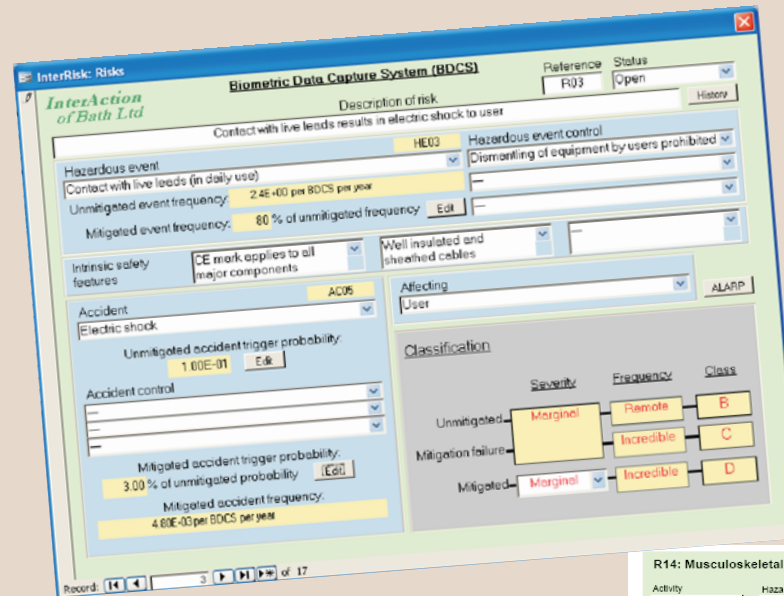 InterRisk: Risks
InterAction
of Bath Ltd
Biometric Data Capture System (BDCS)
Reference
R03
Status
Open
Description of risk
History
Contact with live leads results in electric shock to user
Hazardous event
HE03
Contact with live leads (in daily use)
Unmitigated event frequency:
2.4E+00 per BDCS per year
Mitigated event frequency:
80 % of unmitigated frequency
Edit
Hazardous event control
Dismantling of equipment by users prohibited
—
—
Intrinsic safety
features
CE mark applies to all
major components
Well insulated and
sheathed cables
—
Accident
AC05
Electric shock
Unmitigated accident trigger probability:
1.00E-01
Edit
Accident control
—
—
—
Mitigated accident trigger probability:
3.00 % of unmitigated probability
Edit
Mitigated accident frequency:
4.80E-03 per BDCS per year
Affecting
User
ALARP
Classification
Severity
Frequency
Class
Unmitigated
Marginal
Remote
B
Mitigation failure
Incredible
C
Mitigated
Marginal
Incredible
D
Record:
3
of 17
R14: Musculoskeletal
Activity
Haza